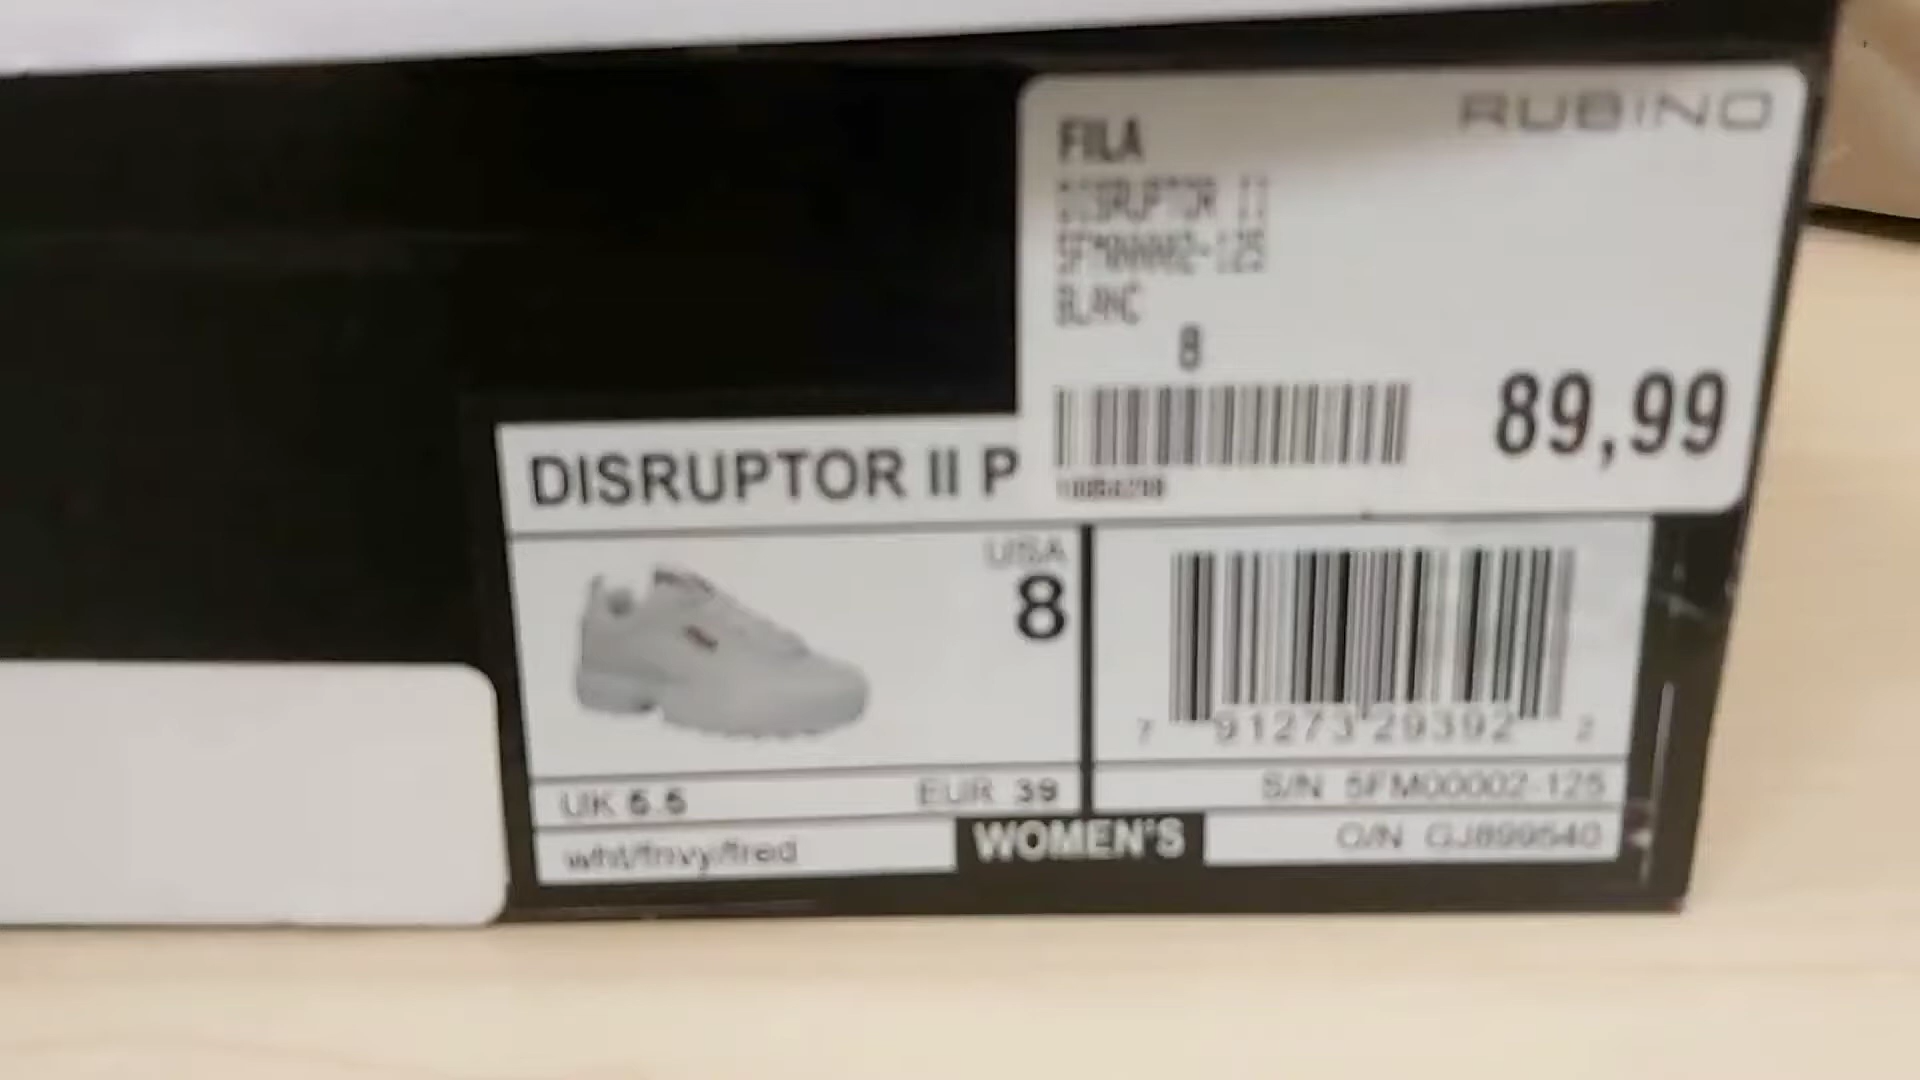 RUBINO
FILA
DISRUPTOR II
5FM00002-125
BLANC
8
89,99
DISRUPTOR II P
USA
8
7 91273 29392 2
UK 5.5
EUR 39
S/N 5FM00002-125
wht/fnvy/fred
WOMEN'S
O/N GJ899540